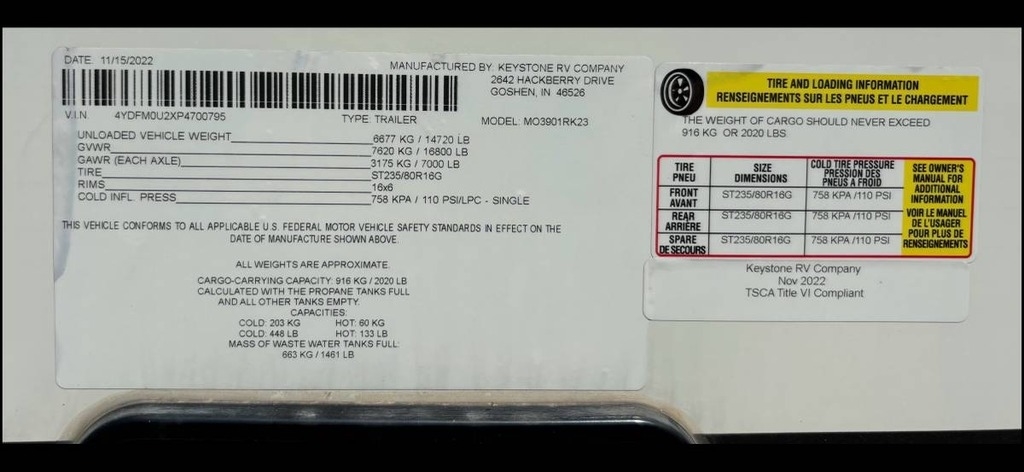 DATE: 11/15/2022
MANUFACTURED BY: KEYSTONE RV COMPANY
2642 HACKBERRY DRIVE
GOSHEN, IN 46526
V.I.N. 4YDFM0U2XP4700795
TYPE: TRAILER
MODEL: MO3901RK23
UNLOADED VEHICLE WEIGHT 6677 KG / 14720 LB
GVWR 7620 KG / 16800 LB
GAWR (EACH AXLE) 3175 KG / 7000 LB
TIRE ST235/80R16G
RIMS 16x6
COLD INFL. PRESS 758 KPA / 110 PSI/LPC - SINGLE
THIS VEHICLE CONFORMS TO ALL APPLICABLE U.S. FEDERAL MOTOR VEHICLE SAFETY STANDARDS IN EFFECT ON THE
DATE OF MANUFACTURE SHOWN ABOVE.
ALL WEIGHTS ARE APPROXIMATE.
CARGO-CARRYING CAPACITY: 916 KG / 2020 LB
CALCULATED WITH THE PROPANE TANKS FULL
AND ALL OTHER TANKS EMPTY.
CAPACITIES:
COLD: 203 KG HOT: 60 KG
COLD: 448 LB HOT: 133 LB
MASS OF WASTE WATER TANKS FULL:
663 KG / 1461 LB
TIRE AND LOADING INFORMATION
RENSEIGNEMENTS SUR LES PNEUS ET LE CHARGEMENT
THE WEIGHT OF CARGO SHOULD NEVER EXCEED
916 KG OR 2020 LBS
TIRE
PNEU
SIZE
DIMENSIONS
COLD TIRE PRESSURE
PRESSION DES
PNEUS A FROID
FRONT
AVANT
ST235/80R16G
758 KPA /110 PSI
REAR
ARRIÈRE
ST235/80R16G
758 KPA /110 PSI
SPARE
DE SECOURS
ST235/80R16G
758 KPA /110 PSI
SEE OWNER'S
MANUAL FOR
ADDITIONAL
INFORMATION
VOIR LE MANUEL
DE L'USAGER
POUR PLUS DE
RENSEIGNEMENTS
Keystone RV Company
Nov 2022
TSCA Title VI Compliant